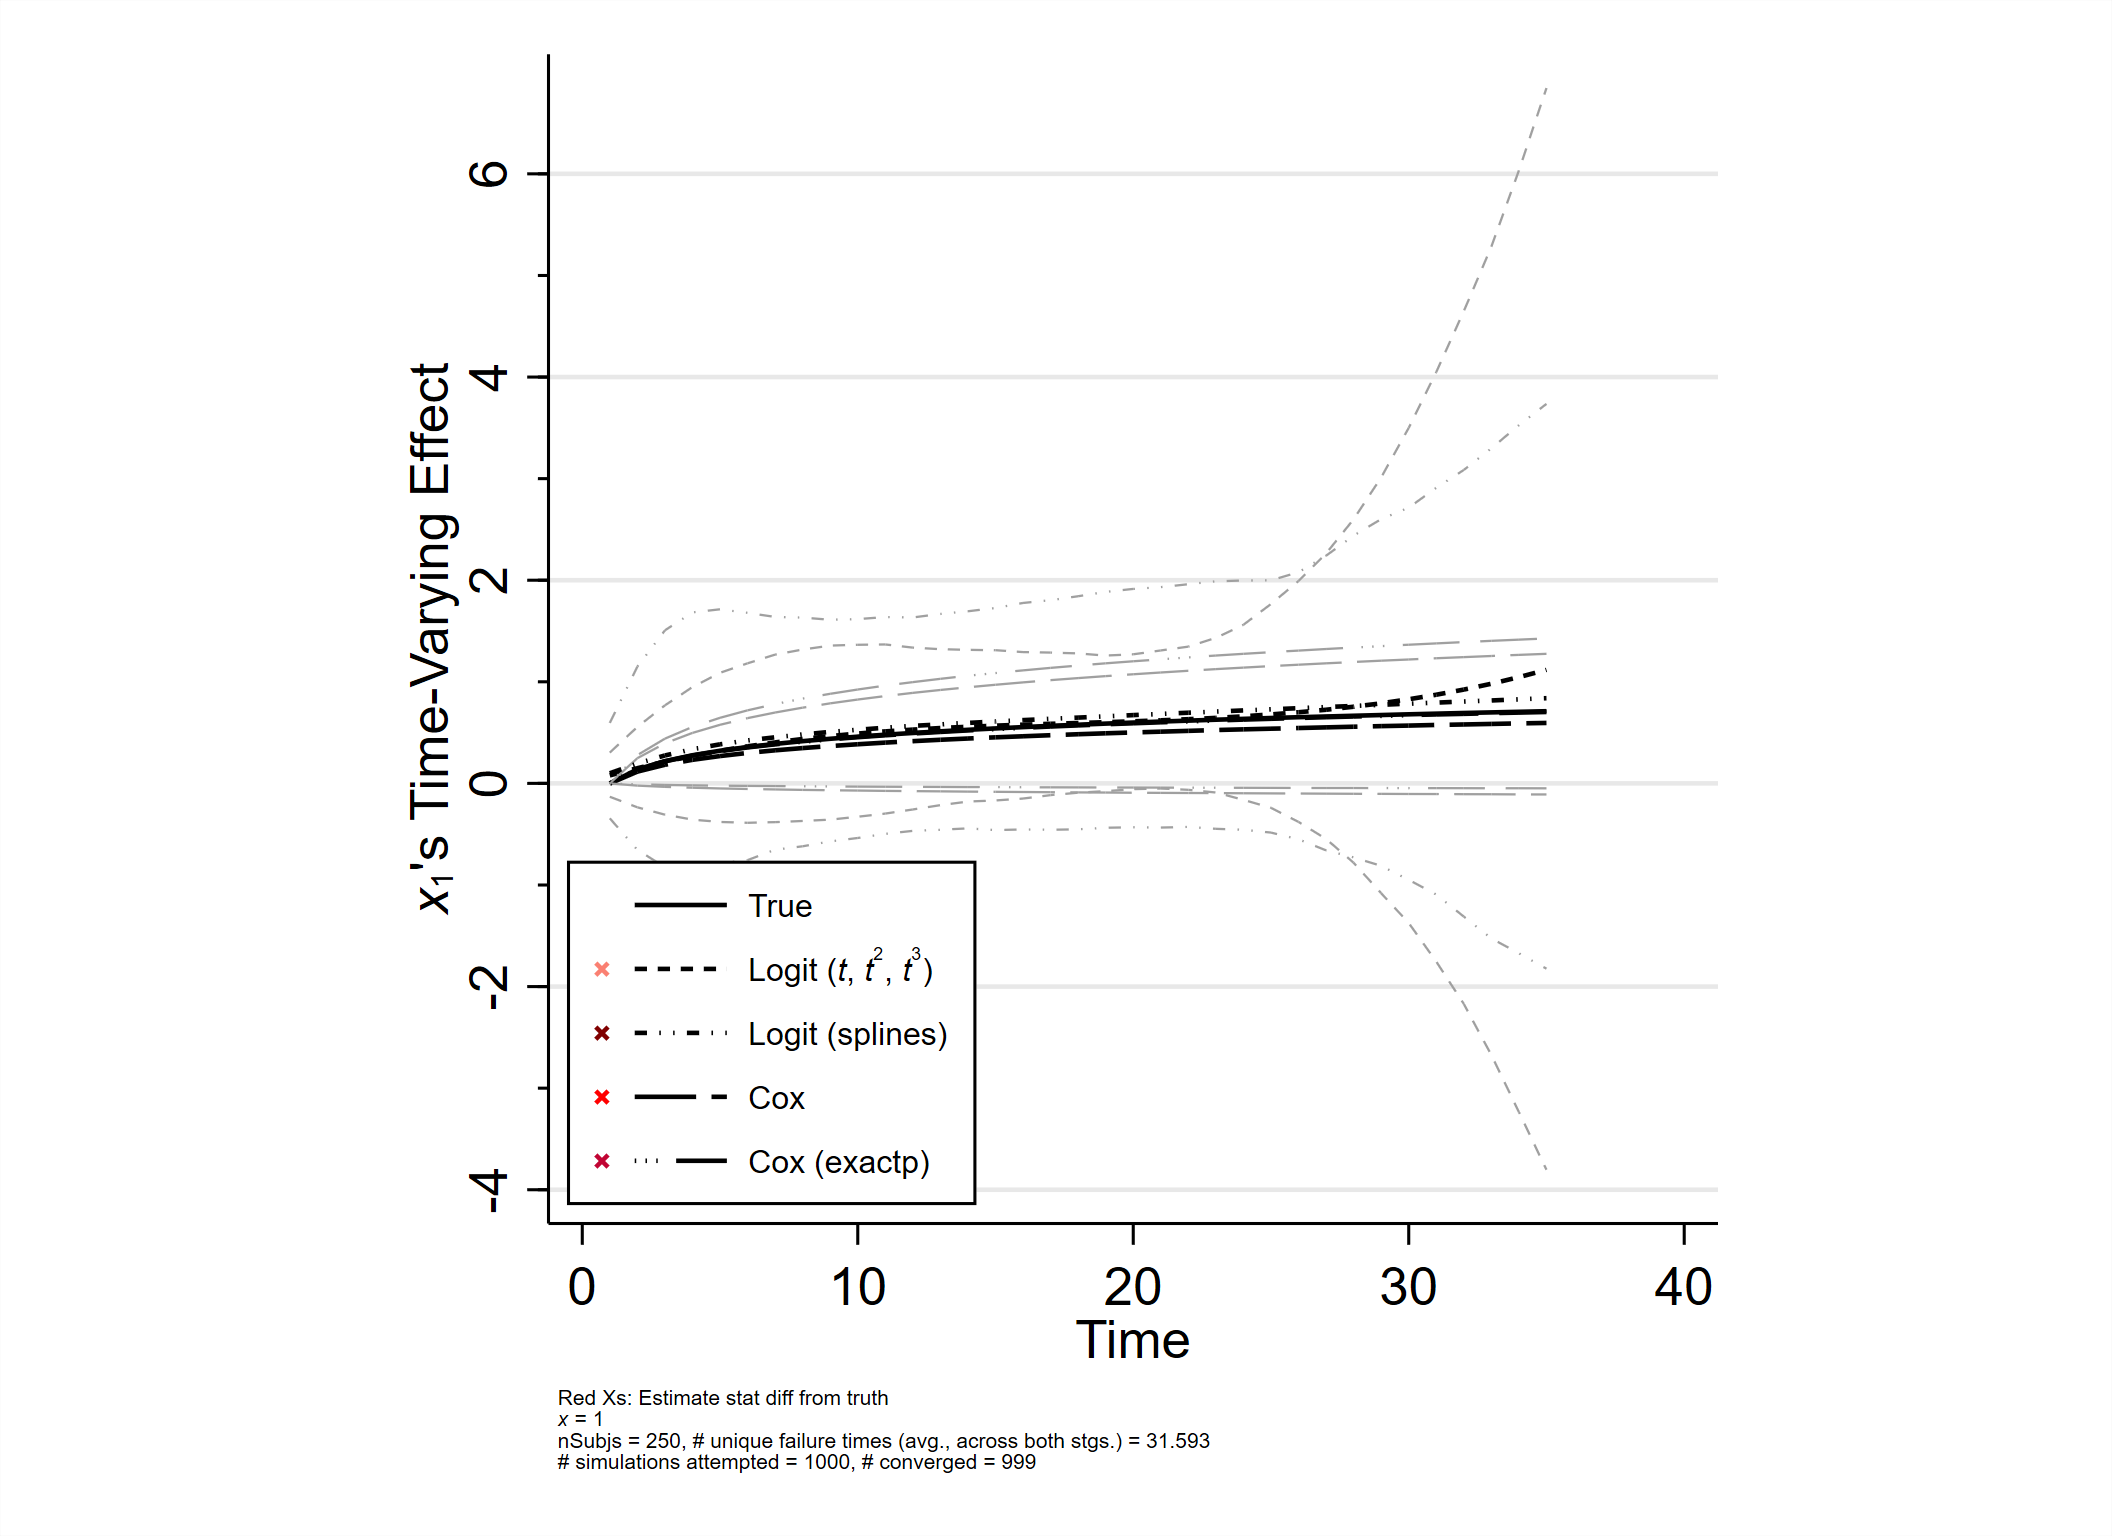 x₁'s Time-Varying Effect
6
4
2
0
-2
-4
True
Logit (t, t², t³)
Logit (splines)
Cox
Cox (exactp)
0 10 20 30 40
Time
Red Xs: Estimate stat diff from truth
x = 1
nSubjs = 250, # unique failure times (avg., across both stgs.) = 31.593
# simulations attempted = 1000, # converged = 999